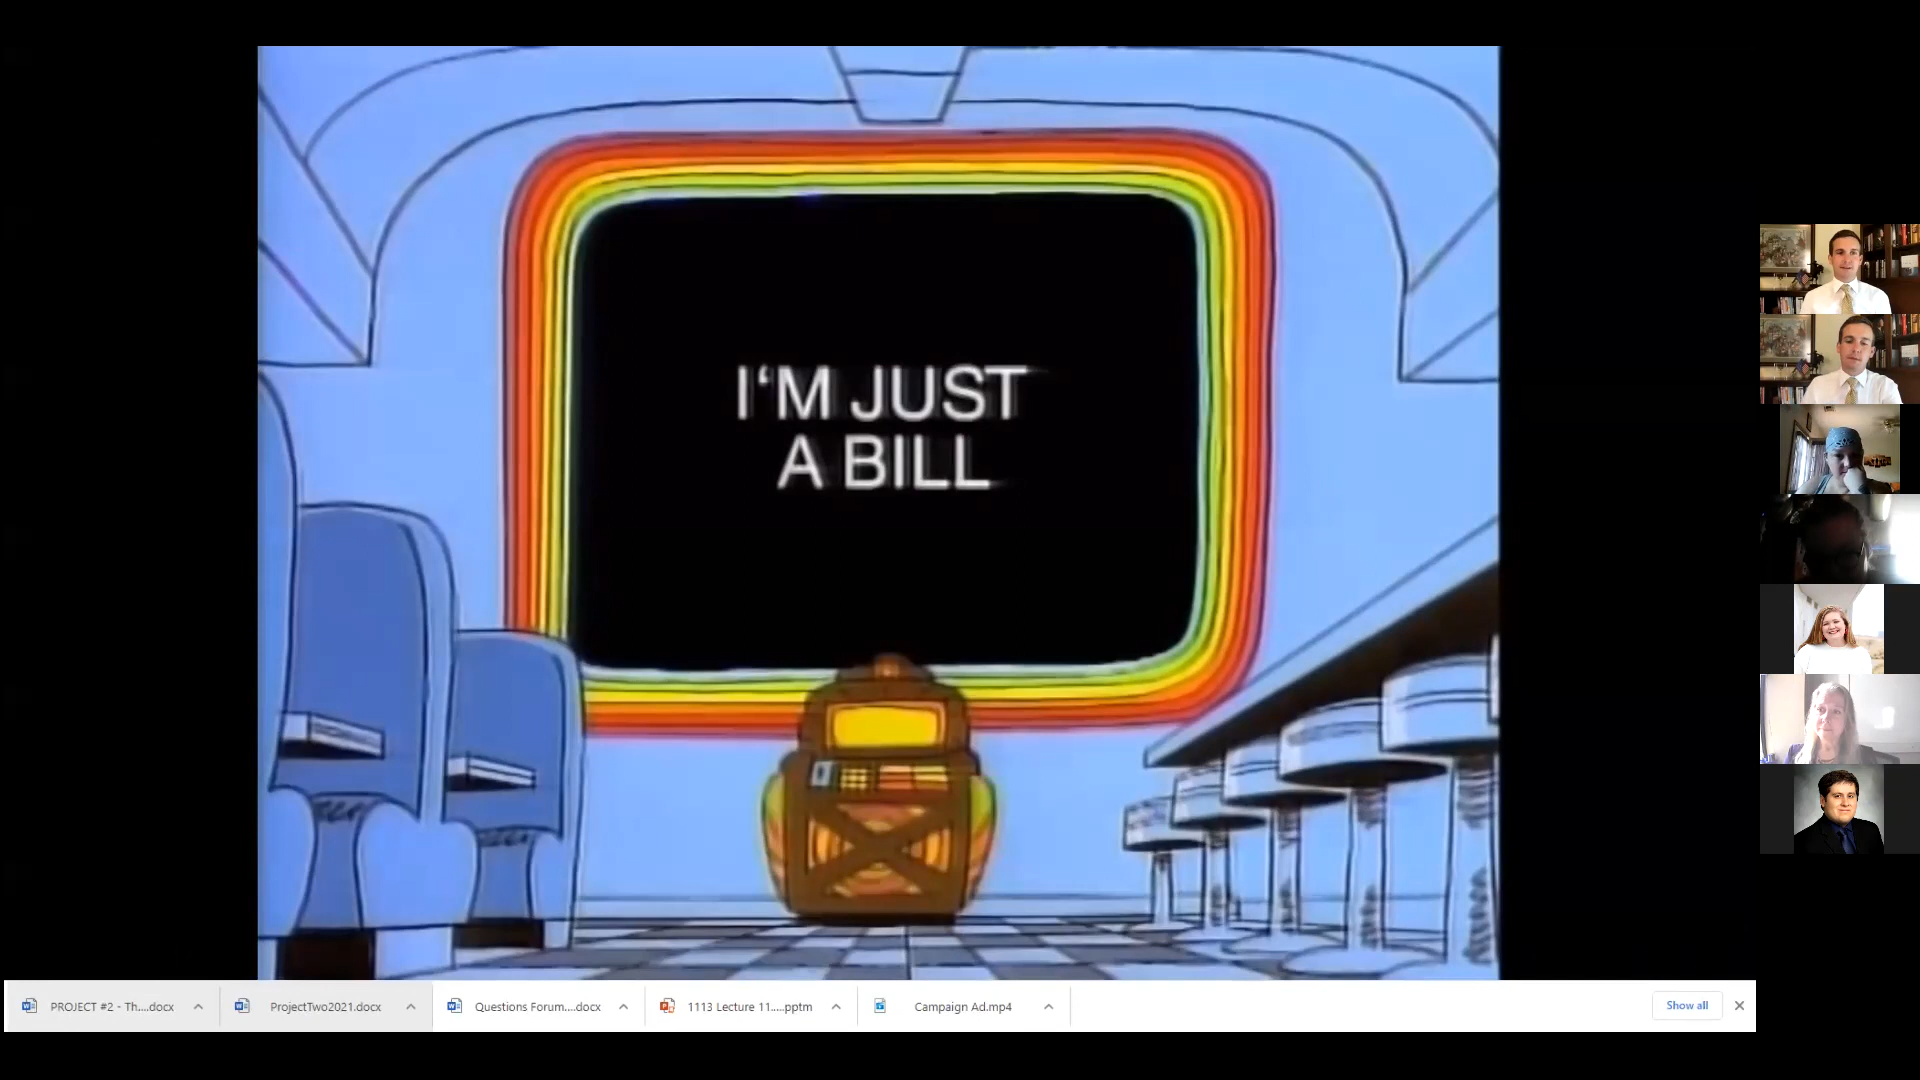 I‘M JUST
A BILL
PROJECT #2 - Th....docx
ProjectTwo2021.docx
Questions Forum....docx
1113 Lecture 11.....pptm
Campaign Ad.mp4
Show all